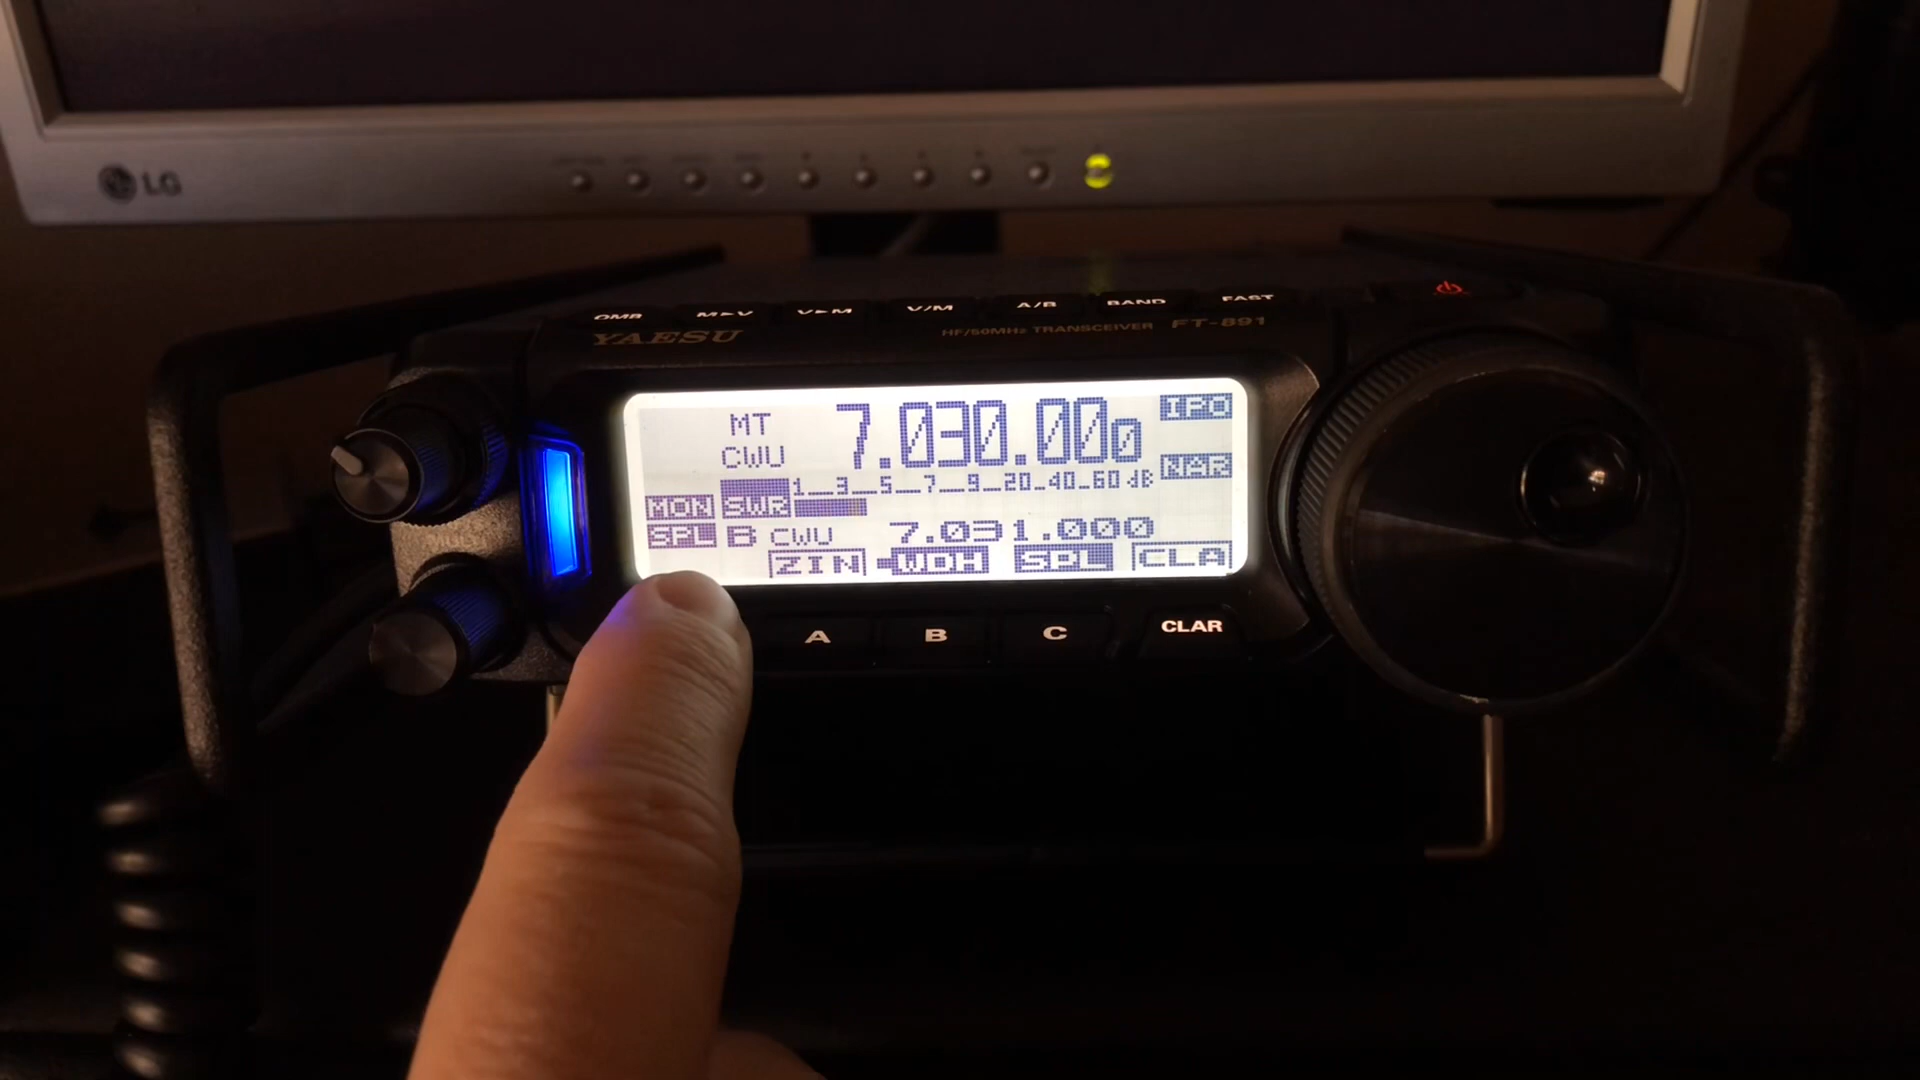 LG
QMB M►V V►M V/M A/B BAND FAST
YAESU HF/50MHz TRANSCEIVER FT-891
MT 7.030.000 IPO
CWU NAR
1 3 5 7 9 20 40 60 dB
MON SWR
SPL B CWU 7.031.000
ZIN WDH SPL CLA
A B C CLAR